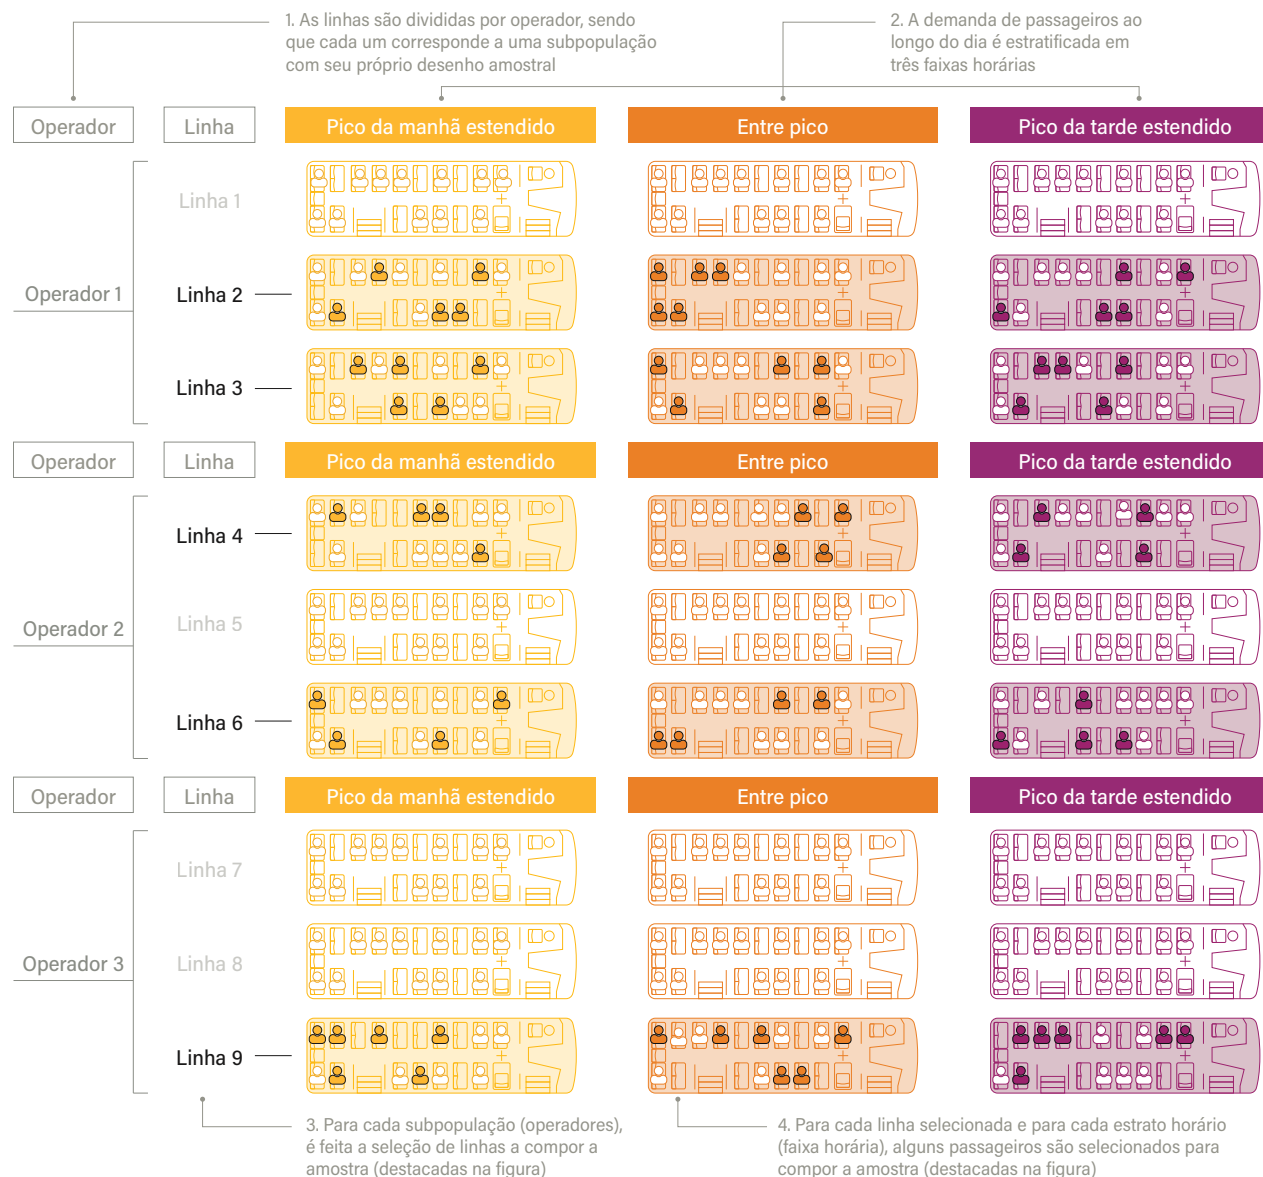 1. As linhas são divididas por operador, sendo
que cada um corresponde a uma subpopulação
com seu próprio desenho amostral
2. A demanda de passageiros ao
longo do dia é estratificada em
três faixas horárias
Operador
Linha
Pico da manhã estendido
Entre pico
Pico da tarde estendido
Operador 1
Linha 1
Linha 2
Linha 3
Operador
Linha
Pico da manhã estendido
Entre pico
Pico da tarde estendido
Operador 2
Linha 4
Linha 5
Linha 6
Operador
Linha
Pico da manhã estendido
Entre pico
Pico da tarde estendido
Operador 3
Linha 7
Linha 8
Linha 9
3. Para cada subpopulação (operadores),
é feita a seleção de linhas a compor a
amostra (destacadas na figura)
4. Para cada linha selecionada e para cada estrato horário
(faixa horária), alguns passageiros são selecionados para
compor a amostra (destacadas na figura)